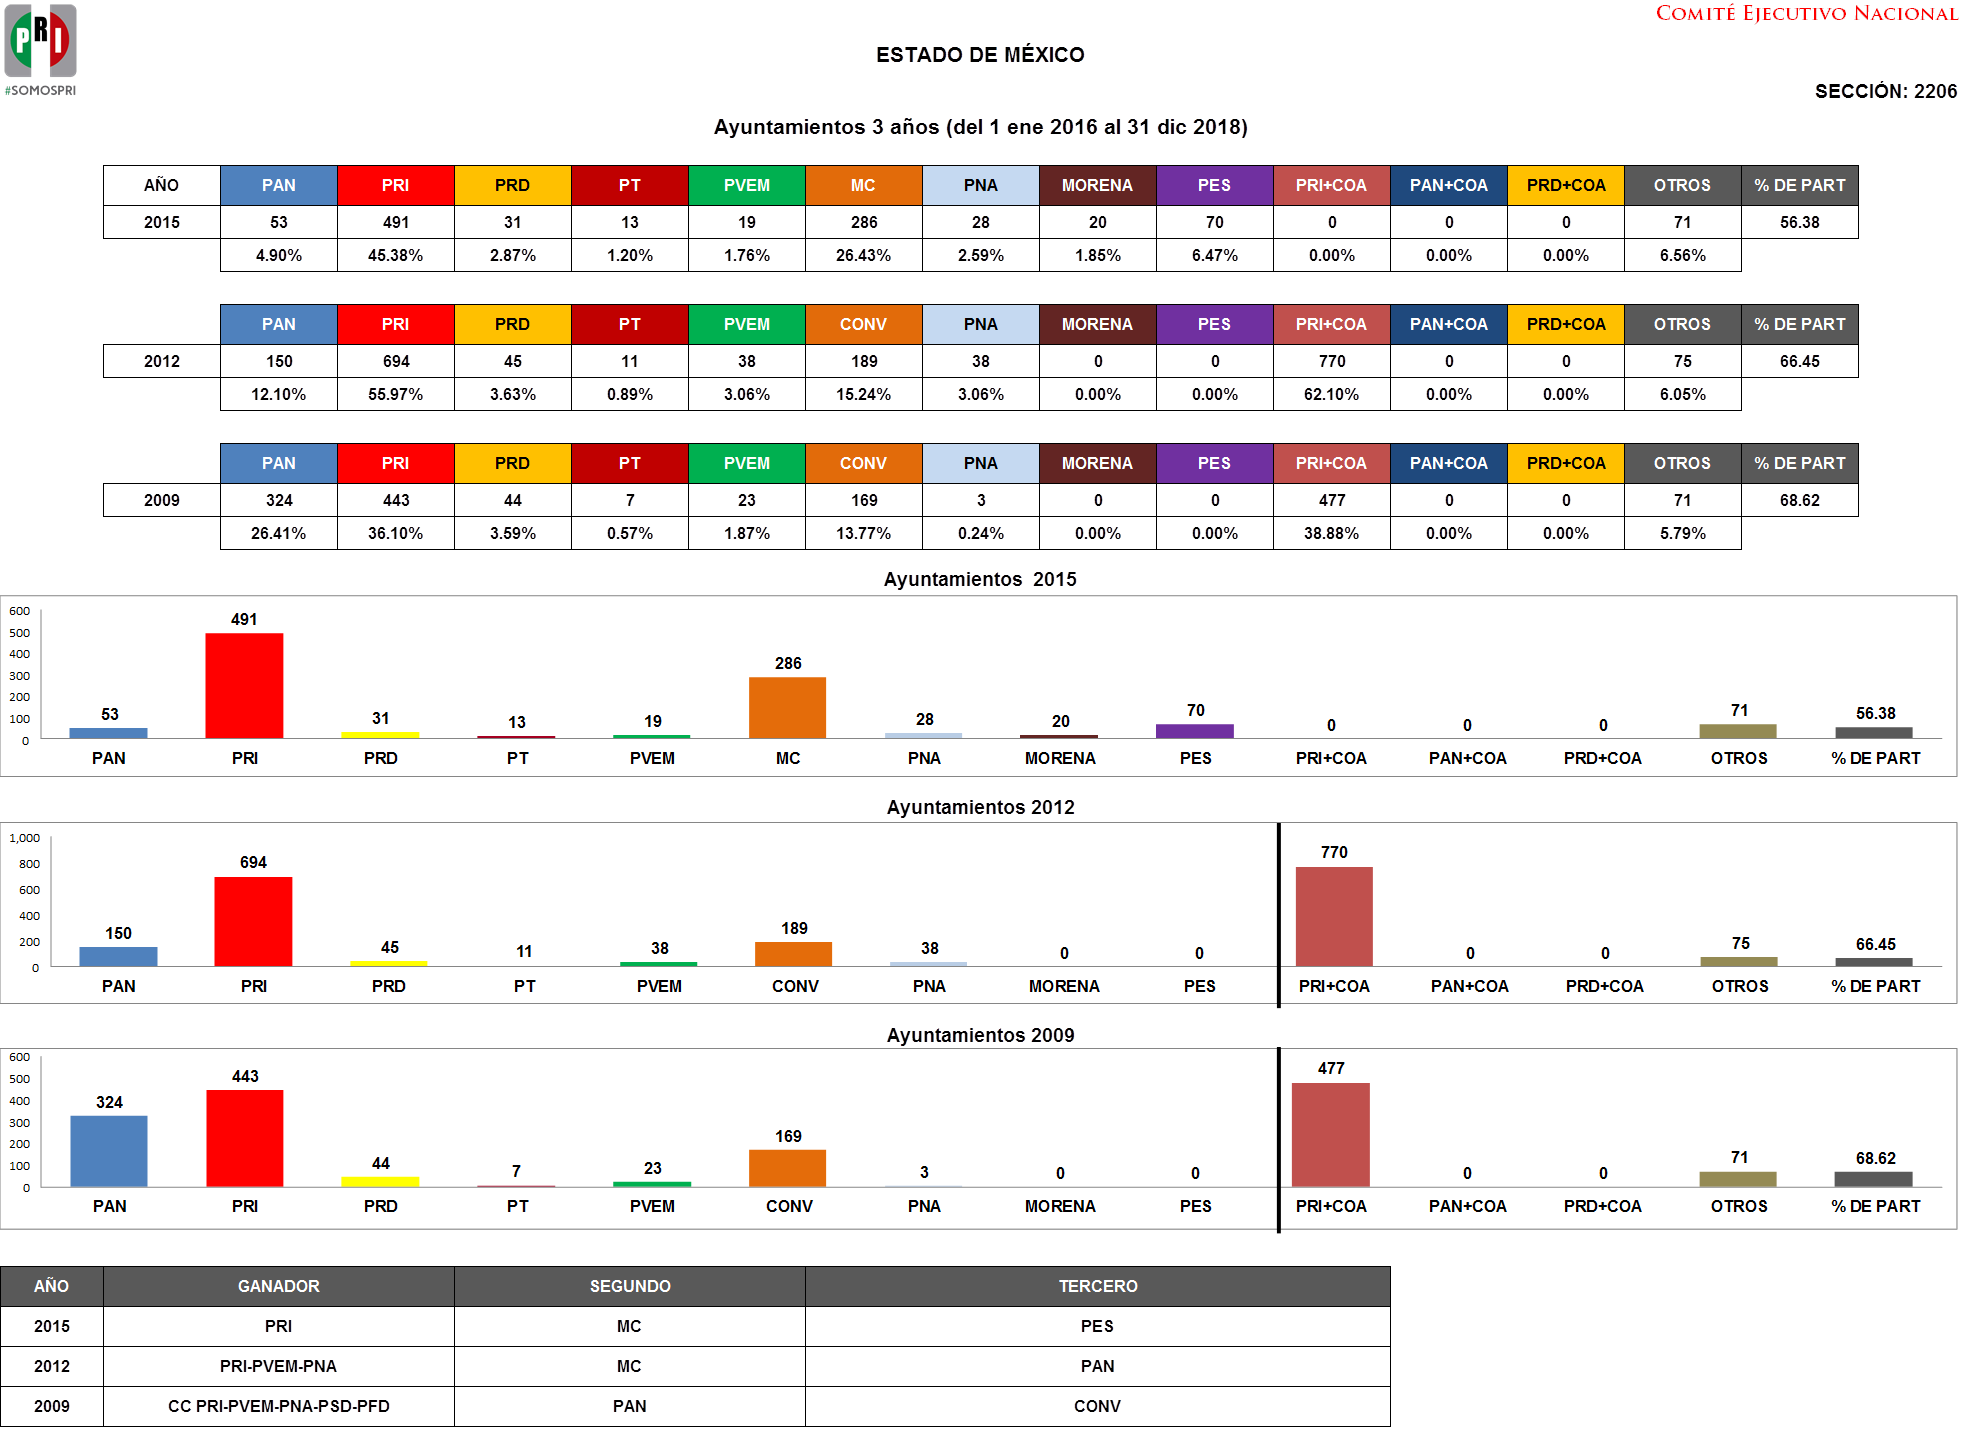 PRI
#SOMOSPRI
COMITÉ EJECUTIVO NACIONAL
ESTADO DE MÉXICO
SECCIÓN: 2206
Ayuntamientos 3 años (del 1 ene 2016 al 31 dic 2018)
AÑO PAN PRI PRD PT PVEM MC PNA MORENA PES PRI+COA PAN+COA PRD+COA OTROS % DE PART
2015 53 491 31 13 19 286 28 20 70 0 0 0 71 56.38
4.90% 45.38% 2.87% 1.20% 1.76% 26.43% 2.59% 1.85% 6.47% 0.00% 0.00% 0.00% 6.56%
PAN PRI PRD PT PVEM CONV PNA MORENA PES PRI+COA PAN+COA PRD+COA OTROS % DE PART
2012 150 694 45 11 38 189 38 0 0 770 0 0 75 66.45
12.10% 55.97% 3.63% 0.89% 3.06% 15.24% 3.06% 0.00% 0.00% 62.10% 0.00% 0.00% 6.05%
PAN PRI PRD PT PVEM CONV PNA MORENA PES PRI+COA PAN+COA PRD+COA OTROS % DE PART
2009 324 443 44 7 23 169 3 0 0 477 0 0 71 68.62
26.41% 36.10% 3.59% 0.57% 1.87% 13.77% 0.24% 0.00% 0.00% 38.88% 0.00% 0.00% 5.79%
Ayuntamientos 2015
600
500
400
300
200
100
0
53 491 31 13 19 286 28 20 70 0 0 0 71 56.38
PAN PRI PRD PT PVEM MC PNA MORENA PES PRI+COA PAN+COA PRD+COA OTROS % DE PART
Ayuntamientos 2012
1,000
800
600
400
200
0
150 694 45 11 38 189 38 0 0 770 0 0 75 66.45
PAN PRI PRD PT PVEM CONV PNA MORENA PES PRI+COA PAN+COA PRD+COA OTROS % DE PART
Ayuntamientos 2009
600
500
400
300
200
100
0
324 443 44 7 23 169 3 0 0 477 0 0 71 68.62
PAN PRI PRD PT PVEM CONV PNA MORENA PES PRI+COA PAN+COA PRD+COA OTROS % DE PART
AÑO GANADOR SEGUNDO TERCERO
2015 PRI MC PES
2012 PRI-PVEM-PNA MC PAN
2009 CC PRI-PVEM-PNA-PSD-PFD PAN CONV